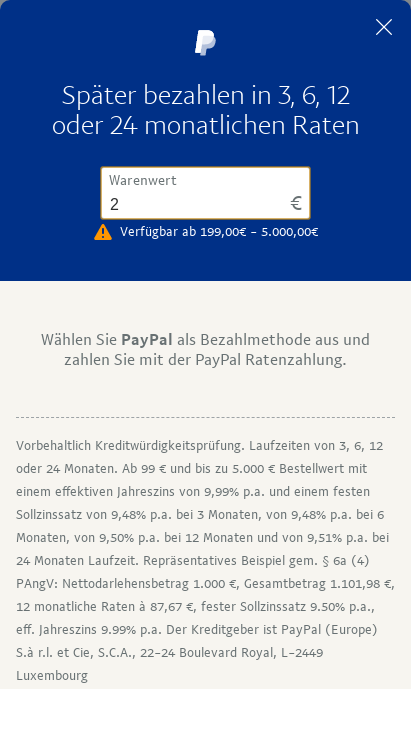 Später bezahlen in 3, 6, 12
oder 24 monatlichen Raten
Warenwert
2 €
Verfügbar ab 199,00€ - 5.000,00€
Wählen Sie PayPal als Bezahlmethode aus und
zahlen Sie mit der PayPal Ratenzahlung.
Vorbehaltlich Kreditwürdigkeitsprüfung. Laufzeiten von 3, 6, 12
oder 24 Monaten. Ab 99 € und bis zu 5.000 € Bestellwert mit
einem effektiven Jahreszins von 9,99% p.a. und einem festen
Sollzinssatz von 9,48% p.a. bei 3 Monaten, von 9,48% p.a. bei 6
Monaten, von 9,50% p.a. bei 12 Monaten und von 9,51% p.a. bei
24 Monaten Laufzeit. Repräsentatives Beispiel gem. § 6a (4)
PAngV: Nettodarlehensbetrag 1.000 €, Gesamtbetrag 1.101,98 €,
12 monatliche Raten à 87,67 €, fester Sollzinssatz 9.50% p.a.,
eff. Jahreszins 9.99% p.a. Der Kreditgeber ist PayPal (Europe)
S.à r.l. et Cie, S.C.A., 22-24 Boulevard Royal, L-2449
Luxembourg